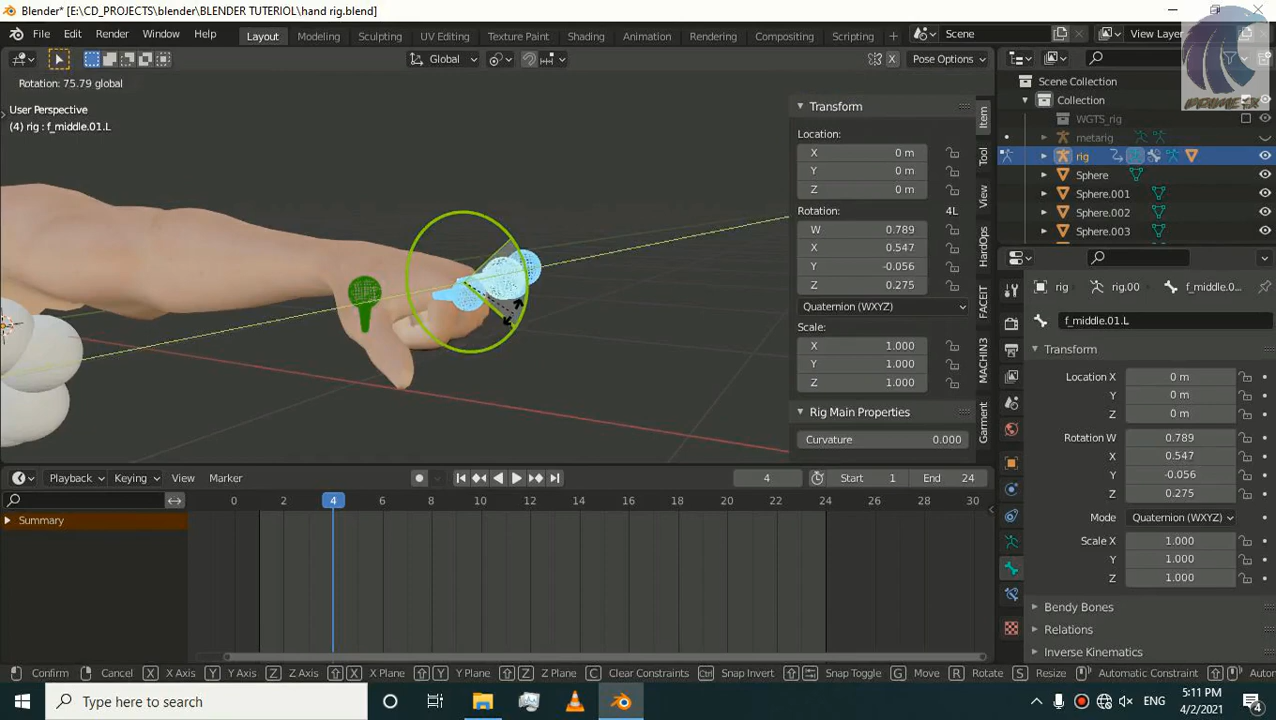 Blender* [E:\CD_PROJECTS\blender\BLENDER TUTERIOL\hand rig.blend]
File Edit Render Window Help Layout Modeling Sculpting UV Editing Texture Paint Shading Animation Rendering Compositing Scripting + Scene View Layer
Global X Pose Options
Rotation: 75.79 global
User Perspective
(4) rig : f_middle.01.L
Transform
Location:
X 0 m
Y 0 m
Z 0 m
Rotation: 4L
W 0.789
X 0.547
Y -0.056
Z 0.275
Quaternion (WXYZ)
Scale:
X 1.000
Y 1.000
Z 1.000
Rig Main Properties
Curvature 0.000
Item
Tool
View
HardOps
FACEIT
MACHIN3
Garment
Scene Collection
Collection
WGTS_rig
metarig
rig
Sphere
Sphere.001
Sphere.002
Sphere.003
rig rig.00 f_middle.0...
f_middle.01.L
Transform
Location X 0 m
Y 0 m
Z 0 m
Rotation W 0.789
X 0.547
Y -0.056
Z 0.275
Mode Quaternion (WXYZ)
Scale X 1.000
Y 1.000
Z 1.000
Bendy Bones
Relations
Inverse Kinematics
Playback Keying View Marker 4 Start 1 End 24
0 2 4 6 8 10 12 14 16 18 20 22 24 26 28 30
Summary
Confirm Cancel X X Axis Y Y Axis Z Z Axis X X Plane Y Y Plane Z Z Plane C Clear Constraints Ctrl Snap Invert Snap Toggle G Move R Rotate S Resize Automatic Constraint Auto
Type here to search
ENG
5:11 PM
4/2/2021
4